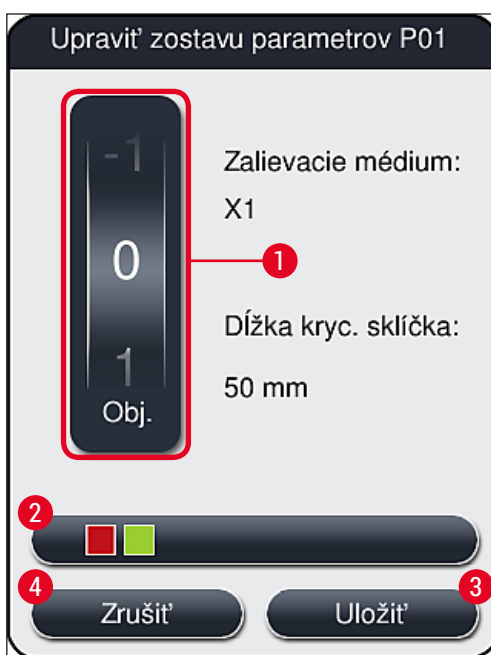 Upraviť zostavu parametrov P01
-1
0
1
Obj.
Zalievacie médium:
X1
1
Dĺžka kryc. sklíčka:
50 mm
2
4
Zrušiť
3
Uložiť